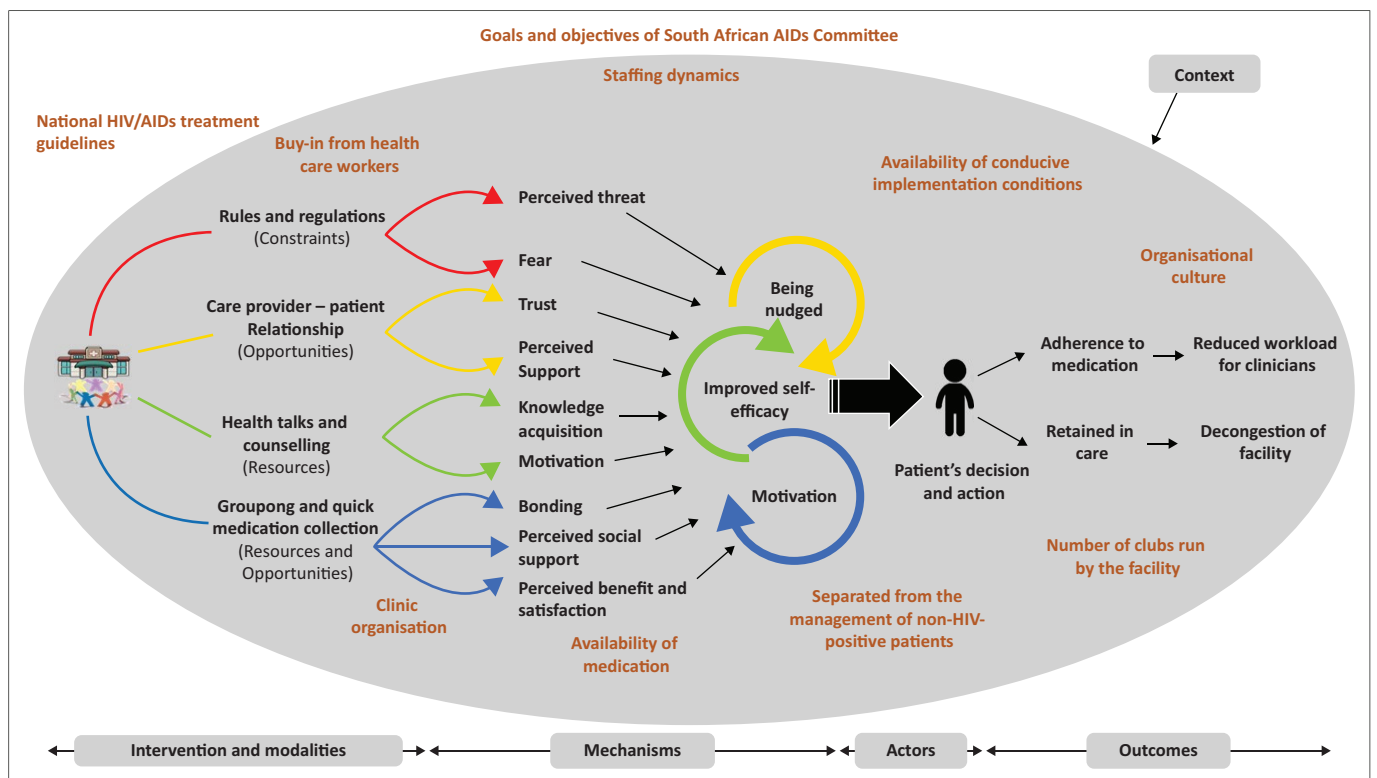 Goals and objectives of South African AIDs Committee
Staffing dynamics
Context
National HIV/AIDs treatment
guidelines
Buy-in from health
care workers
Availability of conducive
implementation conditions
Rules and regulations
(Constraints)
Perceived threat
Fear
Organisational
culture
Care provider – patient
Relationship
(Opportunities)
Trust
Perceived
Support
Being
nudged
Adherence to
medication
Reduced workload
for clinicians
Improved self-
efficacy
Health talks and
counselling
(Resources)
Knowledge
acquisition
Motivation
Retained in
care
Decongestion of
facility
Patient's decision
and action
Groupong and quick
medication collection
(Resources and
Opportunities)
Bonding
Perceived social
support
Perceived benefit and
satisfaction
Motivation
Number of clubs run
by the facility
Clinic
organisation
Availability of
medication
Separated from the
management of non-HIV-
positive patients
Intervention and modalities
Mechanisms
Actors
Outcomes